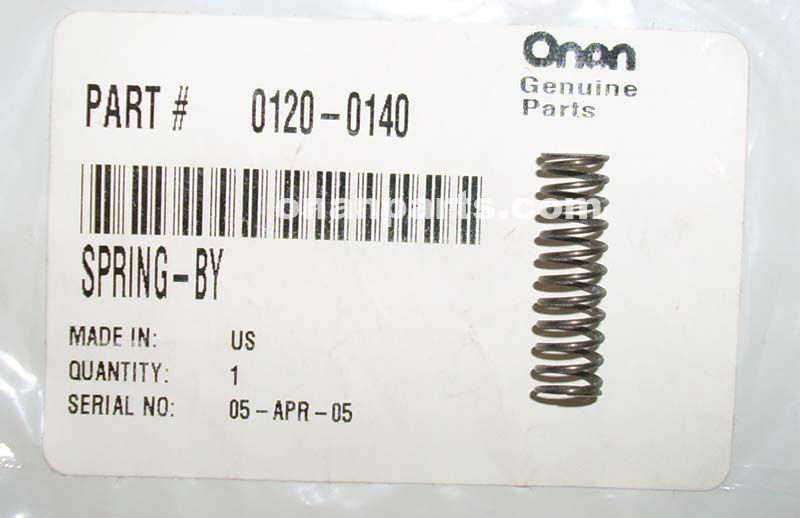 Onan
Genuine
Parts
PART # 0120-0140
onanparts.com
SPRING-BY
MADE IN: US
QUANTITY: 1
SERIAL NO: 05-APR-05